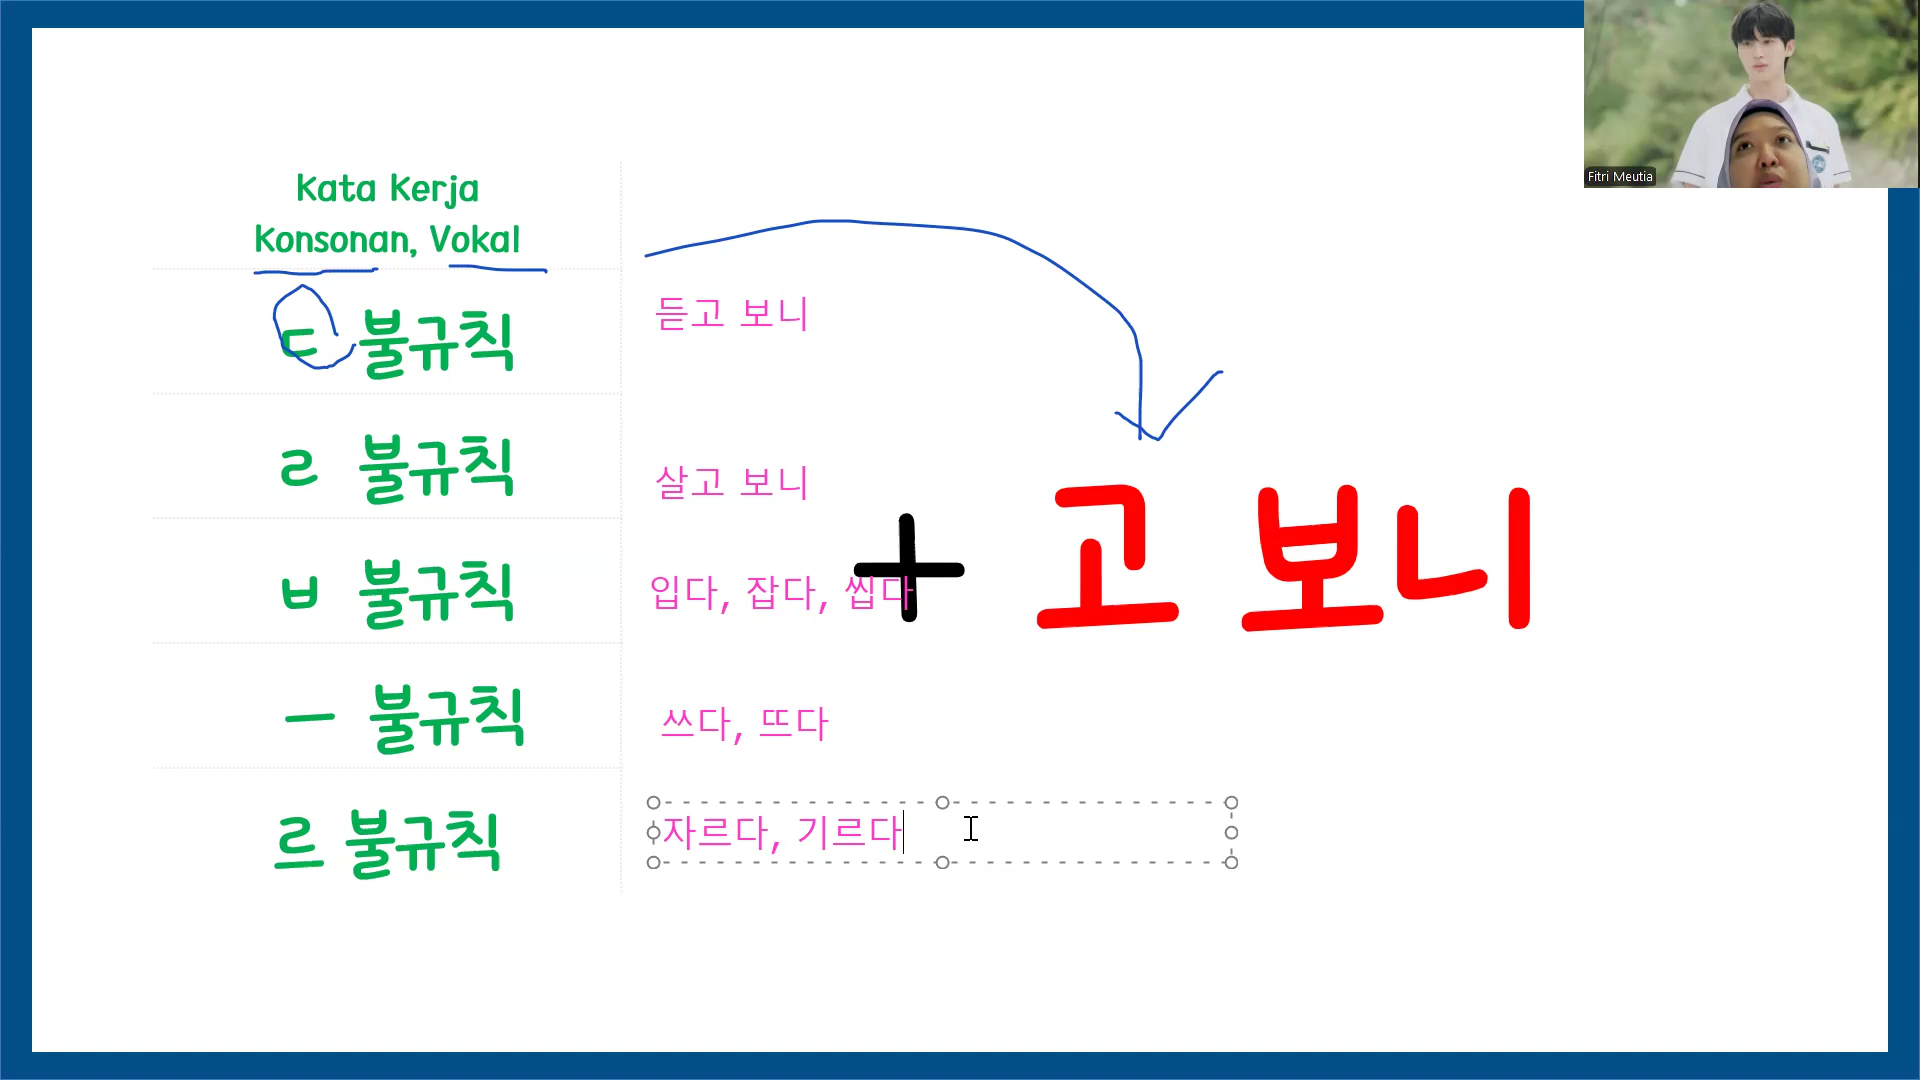 Fitri Meutia
Kata Kerja
Konsonan, Vokal
ㄷ 불규칙
듣고 보니
ㄹ 불규칙
살고 보니
+ 고 보니
ㅂ 불규칙
입다, 잡다, 씹다
ㅡ 불규칙
쓰다, 뜨다
르 불규칙
자르다, 기르다